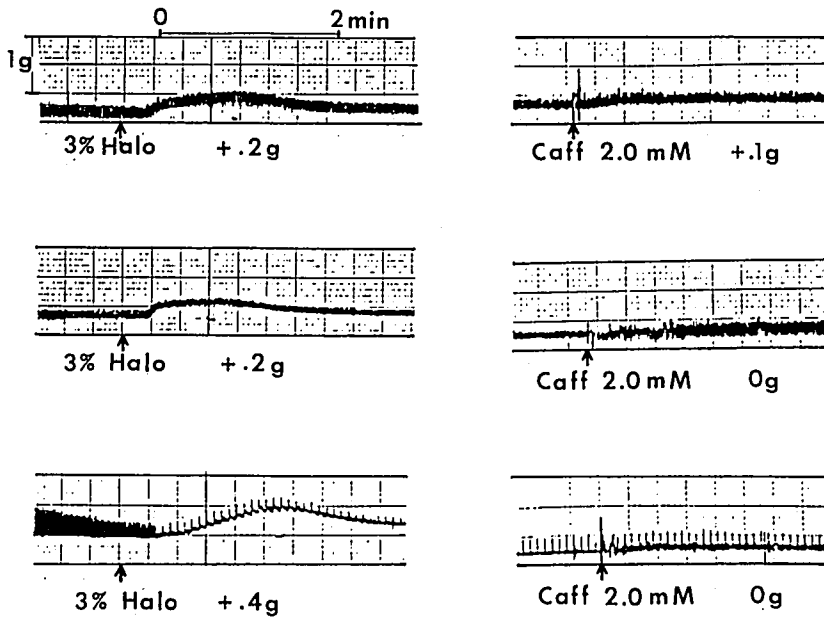 0 2 min
1g
3% Halo +.2g
Caff 2.0 mM +.1g
3% Halo +.2g
Caff 2.0 mM 0g
3% Halo +.4g
Caff 2.0 mM 0g